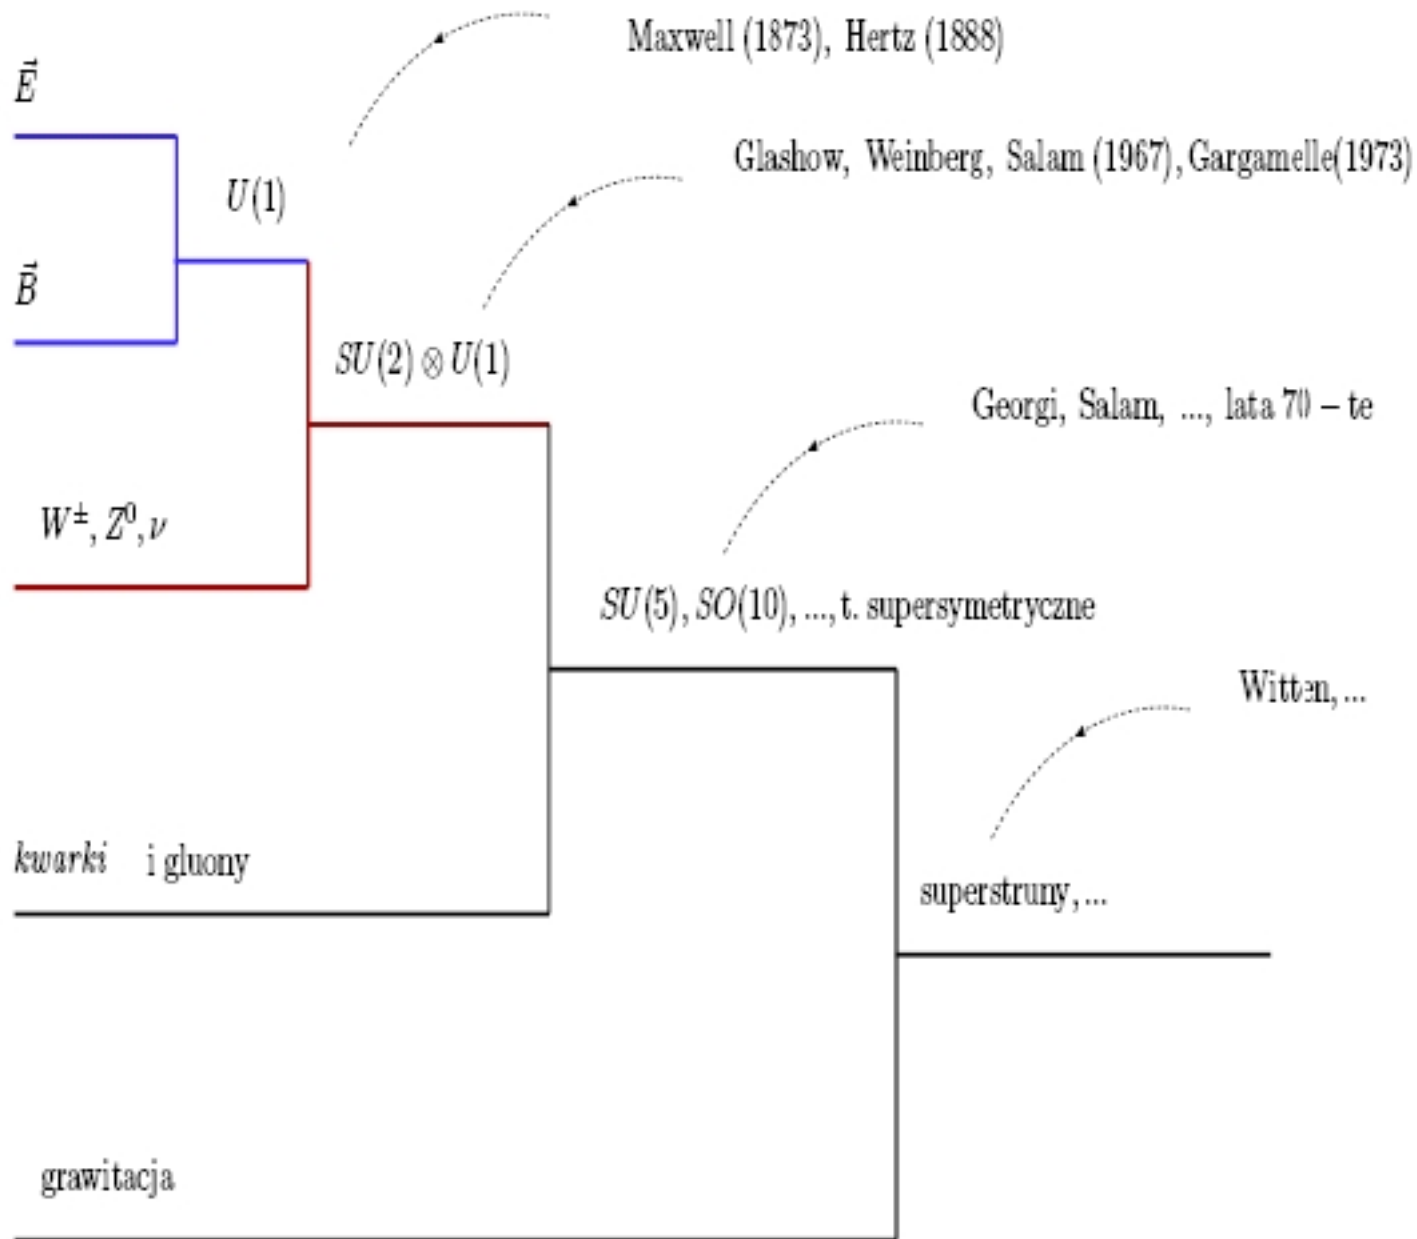 Maxwell (1873), Hertz (1888)
E⃗
Glashow, Weinberg, Salam (1967), Gargamelle(1973)
U(1)
B⃗
SU(2) ⊗ U(1)
Georgi, Salam, ..., lata 70 – te
W±, Z⁰, ν
SU(5), SO(10), ..., t. supersymetryczne
Witten, ...
kwarki i gluony
superstruny, ...
grawitacja